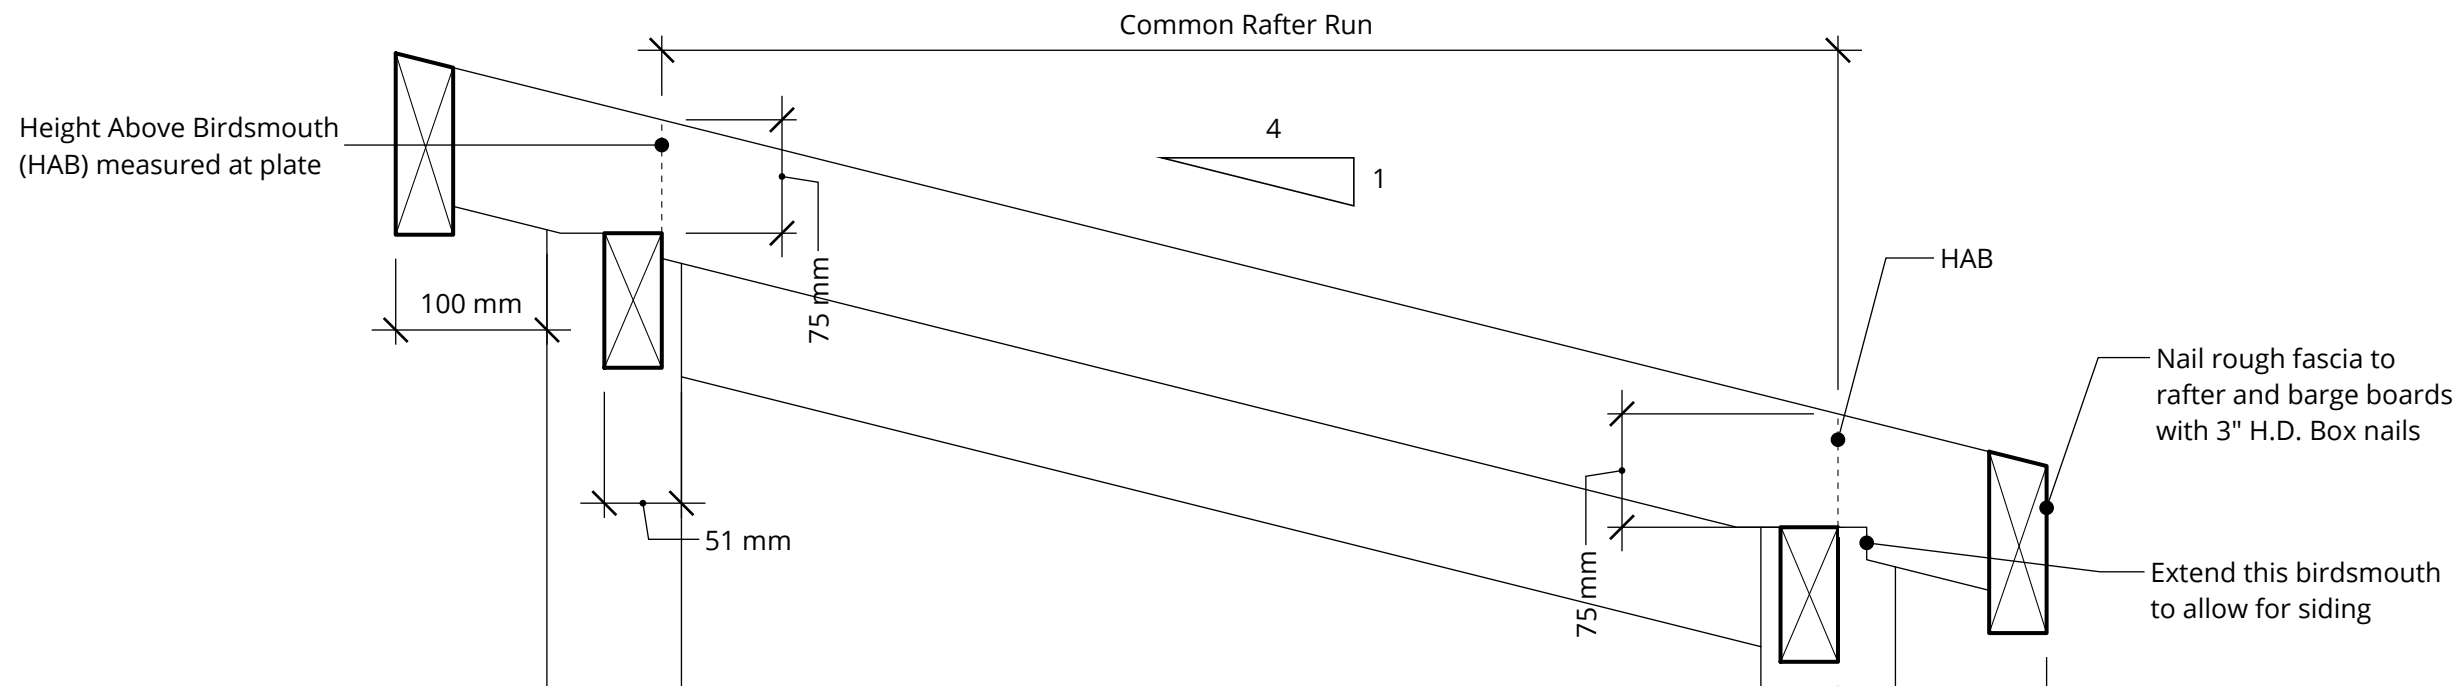 Common Rafter Run
Height Above Birdsmouth
(HAB) measured at plate
4
1
75 mm
HAB
100 mm
Nail rough fascia to
rafter and barge boards
with 3" H.D. Box nails
51 mm
75 mm
Extend this birdsmouth
to allow for siding